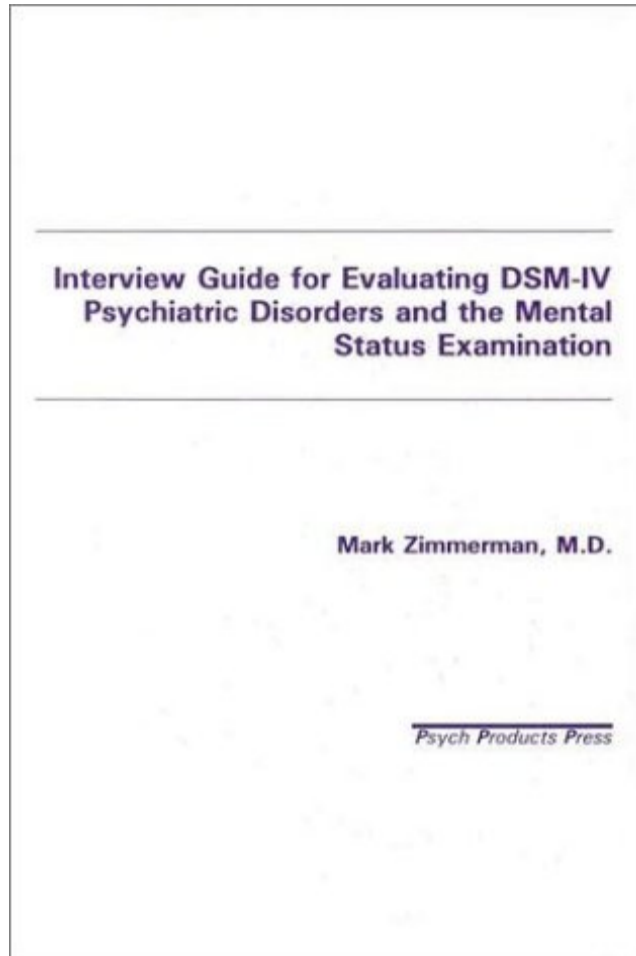 Interview Guide for Evaluating DSM-IV
Psychiatric Disorders and the Mental
Status Examination
Mark Zimmerman, M.D.
Psych Products Press